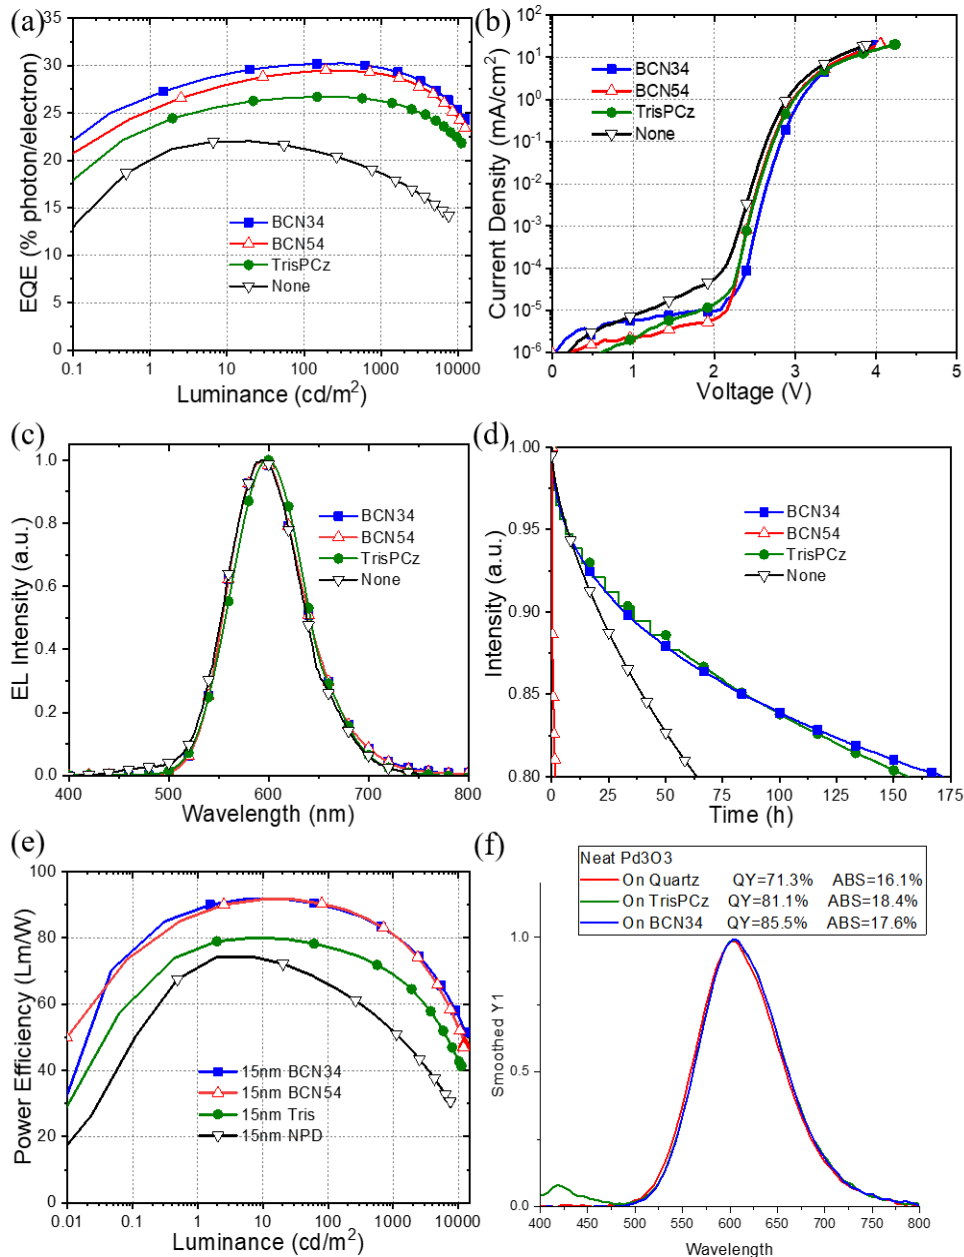 (a)
35
30
25
20
15
10
5
0
EQE (% photon/electron)
BCN34
BCN54
TrisPCz
None
0.1 1 10 100 1000 10000
Luminance (cd/m²)
(b)
10²
10¹
10⁰
10⁻¹
10⁻²
10⁻³
10⁻⁴
10⁻⁵
10⁻⁶
Current Density (mA/cm²)
BCN34
BCN54
TrisPCz
None
0 1 2 3 4 5
Voltage (V)
(c)
1.0
0.8
0.6
0.4
0.2
0.0
EL Intensity (a.u.)
BCN34
BCN54
TrisPCz
None
400 500 600 700 800
Wavelength (nm)
(d)
1.00
0.95
0.90
0.85
0.80
Intensity (a.u.)
BCN34
BCN54
TrisPCz
None
0 25 50 75 100 125 150 175
Time (h)
(e)
100
80
60
40
20
0
Power Efficiency (Lm/W)
15nm BCN34
15nm BCN54
15nm Tris
15nm NPD
0.01 0.1 1 10 100 1000 10000
Luminance (cd/m²)
(f)
Neat Pd3O3
On Quartz QY=71.3% ABS=16.1%
On TrisPCz QY=81.1% ABS=18.4%
On BCN34 QY=85.5% ABS=17.6%
1.0
0.5
0.0
Smoothed Y1
400 450 500 550 600 650 700 750 800
Wavelength